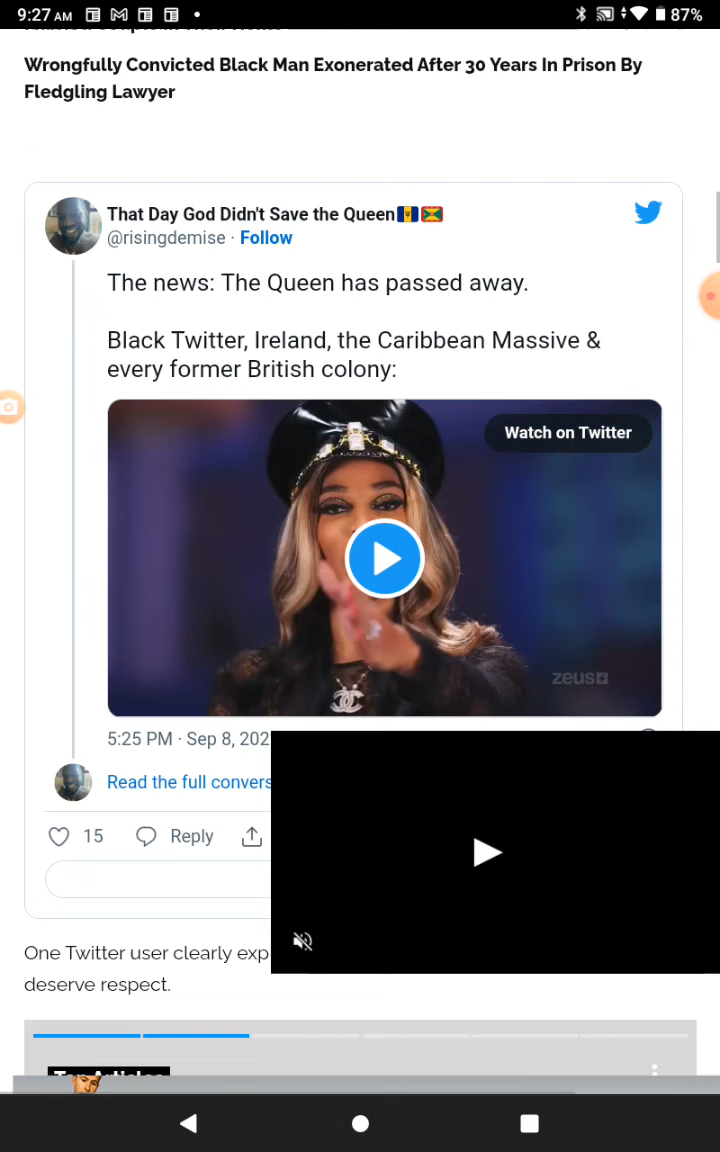 9:27 AM
87%
Wrongfully Convicted Black Man Exonerated After 30 Years In Prison By
Fledgling Lawyer
That Day God Didn't Save the Queen🇧🇧🇬🇩
@risingdemise · Follow
The news: The Queen has passed away.
Black Twitter, Ireland, the Caribbean Massive &
every former British colony:
Watch on Twitter
zeus
5:25 PM · Sep 8, 202
Read the full convers
15
Reply
One Twitter user clearly exp
deserve respect.
Top Articles